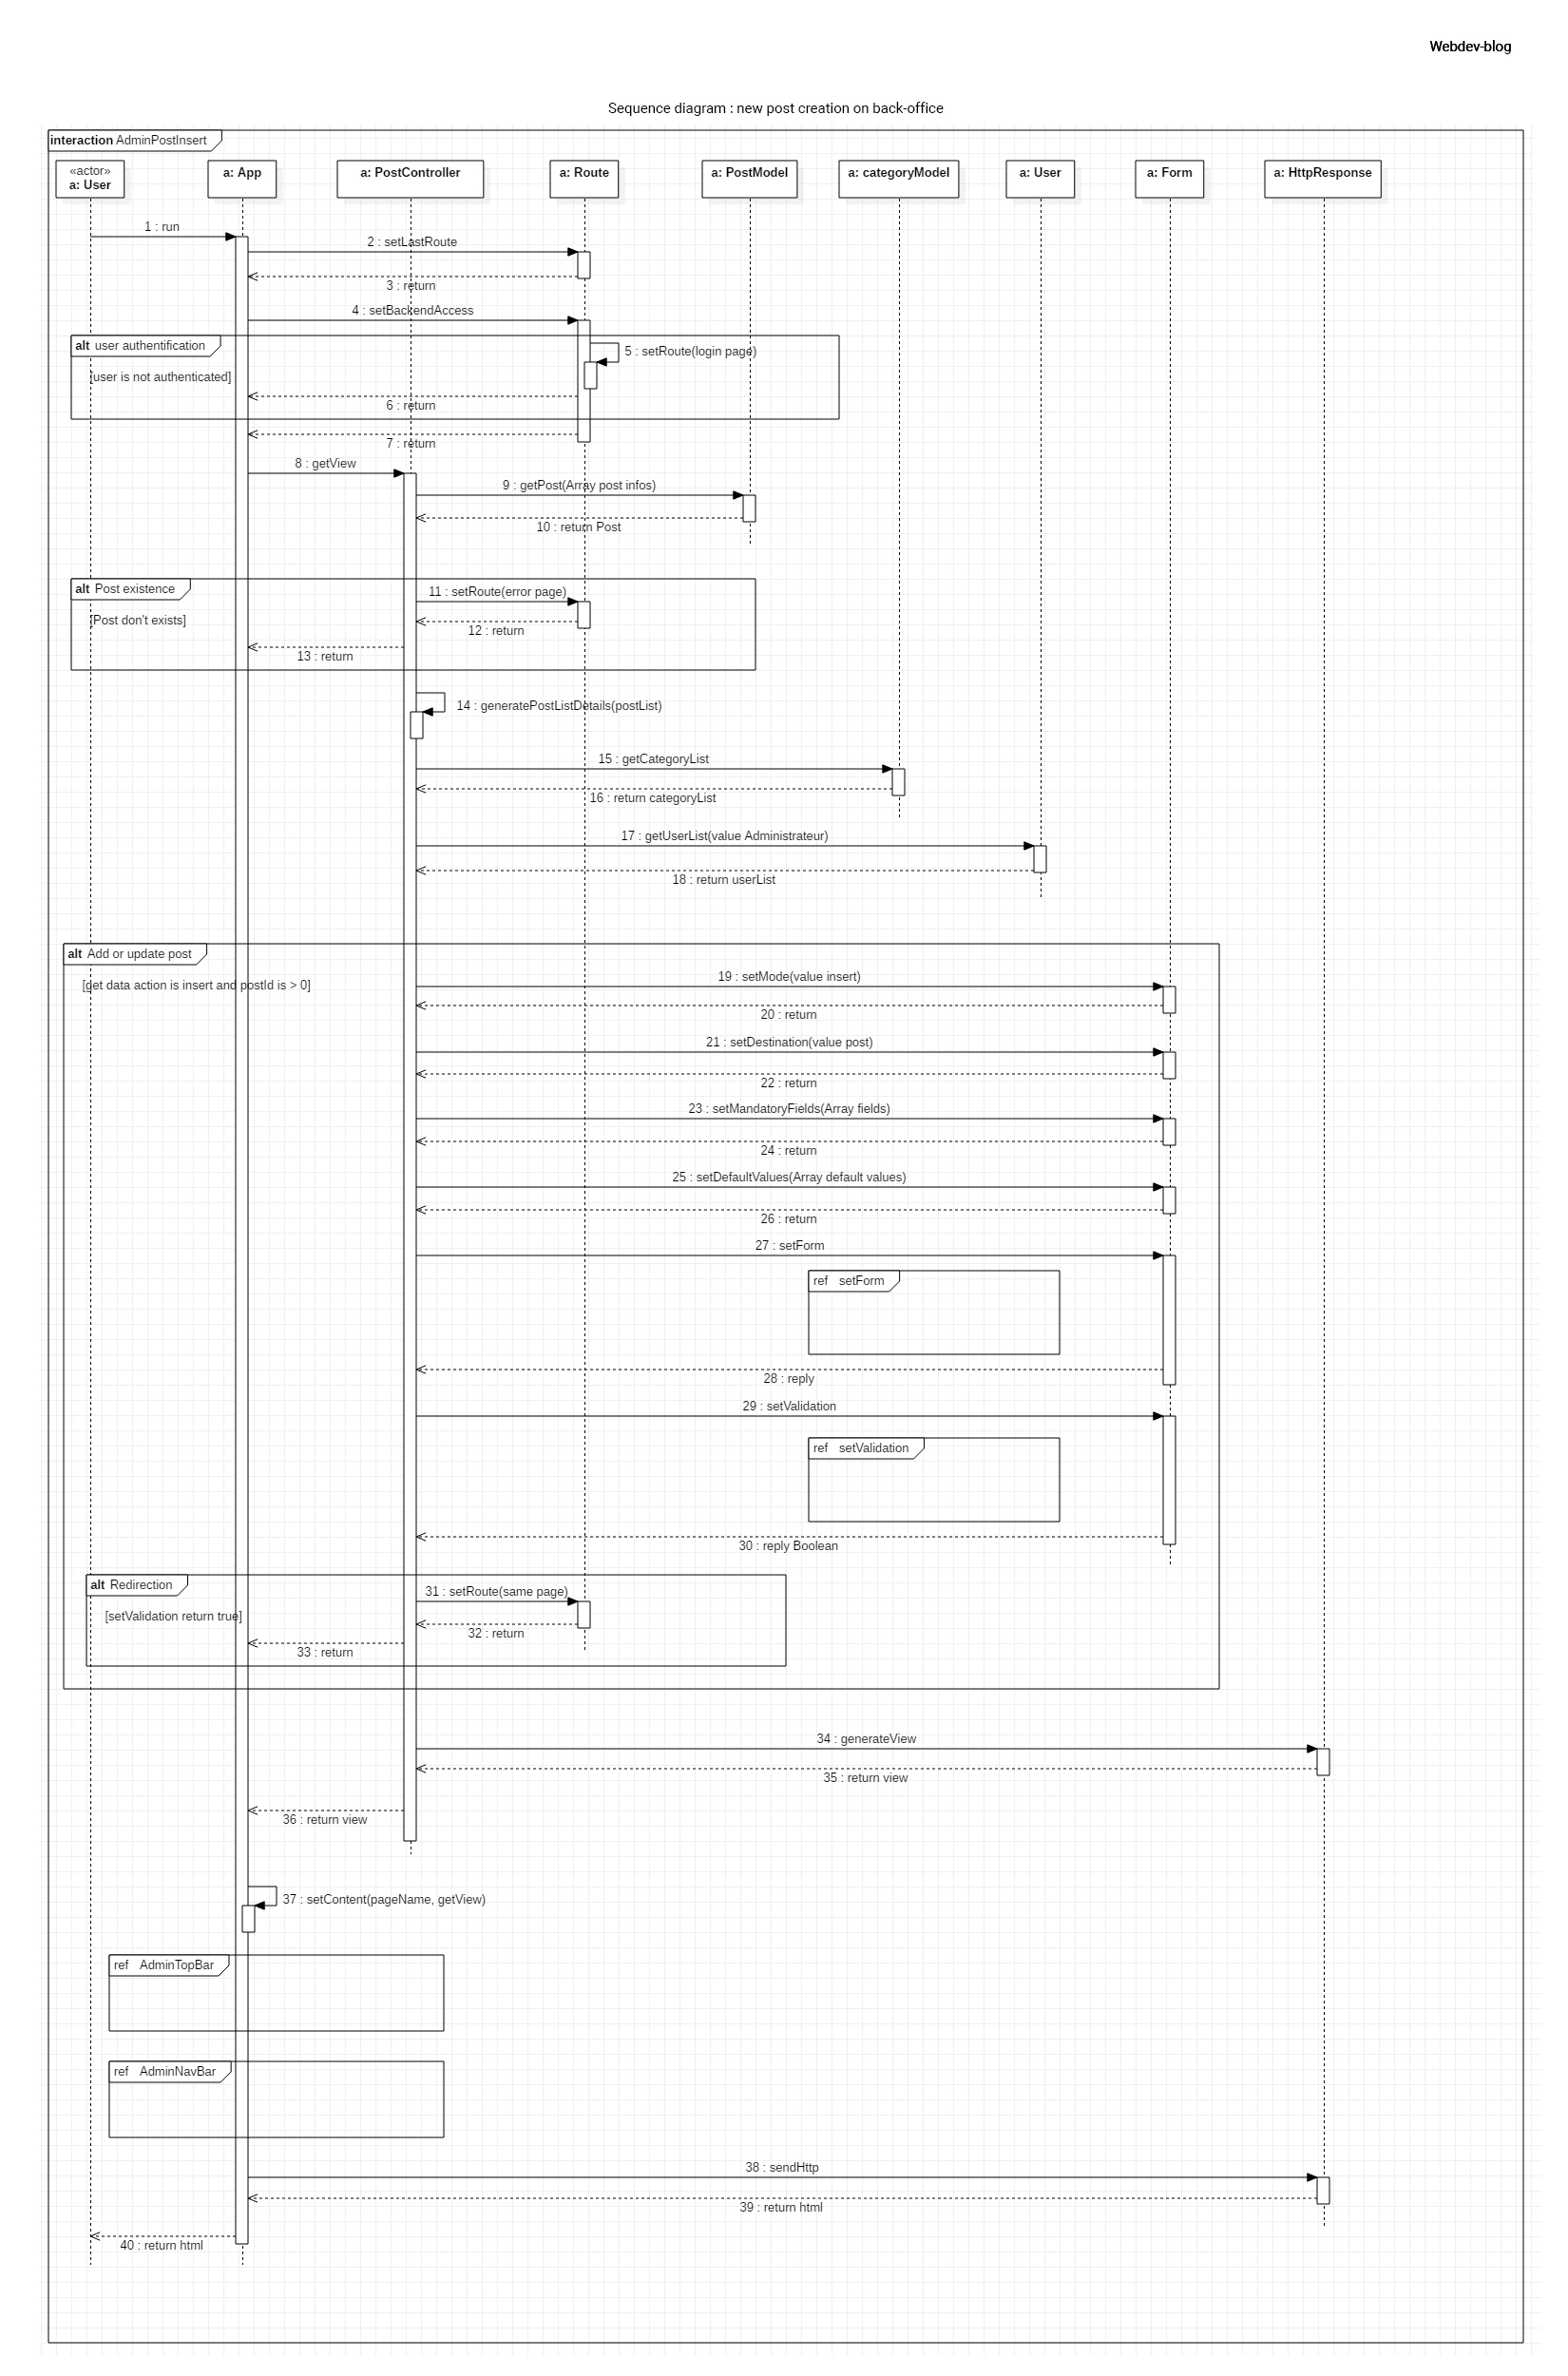 Webdev-blog
Sequence diagram : new post creation on back-office
interaction AdminPostInsert
«actor»
a: User
a: App
a: PostController
a: Route
a: PostModel
a: categoryModel
a: User
a: Form
a: HttpResponse
1 : run
2 : setLastRoute
3 : return
4 : setBackendAccess
alt user authentification
5 : setRoute(login page)
[user is not authenticated]
6 : return
7 : return
8 : getView
9 : getPost(Array post infos)
10 : return Post
alt Post existence
11 : setRoute(error page)
[Post don't exists]
12 : return
13 : return
14 : generatePostListDetails(postList)
15 : getCategoryList
16 : return categoryList
17 : getUserList(value Administrateur)
18 : return userList
alt Add or update post
19 : setMode(value insert)
[get data action is insert and postId is > 0]
20 : return
21 : setDestination(value post)
22 : return
23 : setMandatoryFields(Array fields)
24 : return
25 : setDefaultValues(Array default values)
26 : return
27 : setForm
ref setForm
28 : reply
29 : setValidation
ref setValidation
30 : reply Boolean
alt Redirection
31 : setRoute(same page)
[setValidation return true]
32 : return
33 : return
34 : generateView
35 : return view
36 : return view
37 : setContent(pageName, getView)
ref AdminTopBar
ref AdminNavBar
38 : sendHttp
39 : return html
40 : return html